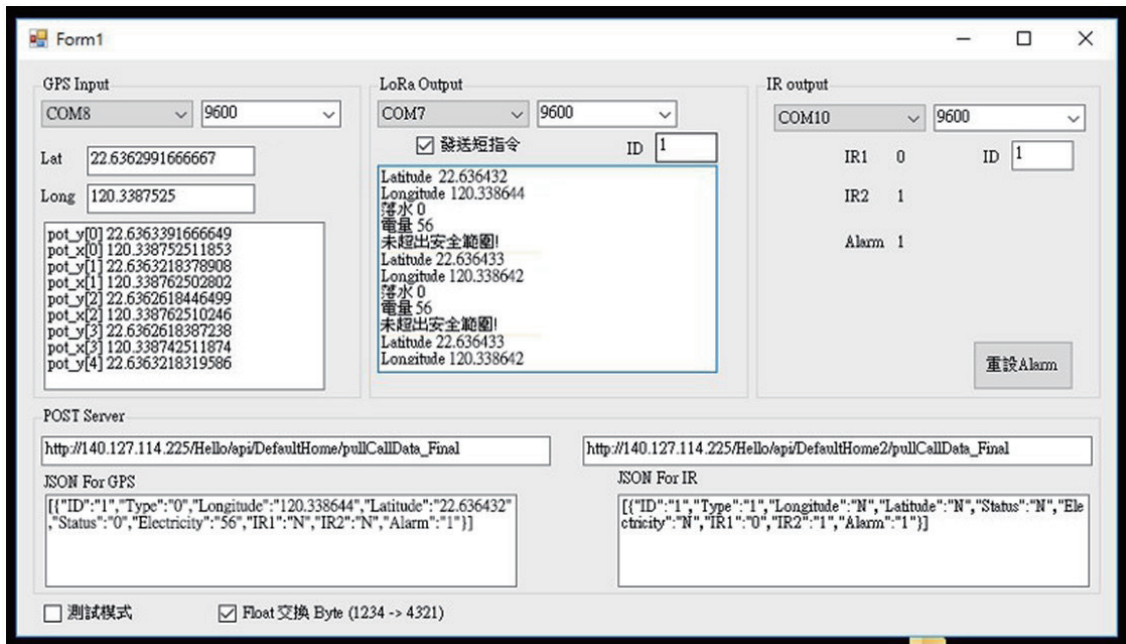 Form1
GPS Input
COM8 9600
Lat 22.6362991666667
Long 120.3387525
pot_y[0] 22.6363391666649
pot_x[0] 120.338752511853
pot_y[1] 22.6363218378908
pot_x[1] 120.338762502802
pot_y[2] 22.6362618446499
pot_x[2] 120.338762510246
pot_y[3] 22.6362618387238
pot_x[3] 120.338742511874
pot_y[4] 22.6363218319586
LoRa Output
COM7 9600
發送短指令 ID 1
Latitude 22.636432
Longitude 120.338644
落水 0
電量 56
未超出安全範圍!
Latitude 22.636433
Longitude 120.338642
落水 0
電量 56
未超出安全範圍!
Latitude 22.636433
Longitude 120.338642
IR output
COM10 9600
IR1 0 ID 1
IR2 1
Alarm 1
重設Alarm
POST Server
http://140.127.114.225/Hello/api/DefaultHome/pullCallData_Final
http://140.127.114.225/Hello/api/DefaultHome2/pullCallData_Final
JSON For GPS
[{"ID":"1","Type":"0","Longitude":"120.338644","Latitude":"22.636432"
,"Status":"0","Electricity":"56","IR1":"N","IR2":"N","Alarm":"1"}]
JSON For IR
[{"ID":"1","Type":"1","Longitude":"N","Latitude":"N","Status":"N","Ele
ctricity":"N","IR1":"0","IR2":"1","Alarm":"1"}]
測試模式
Float 交換 Byte (1234 -> 4321)